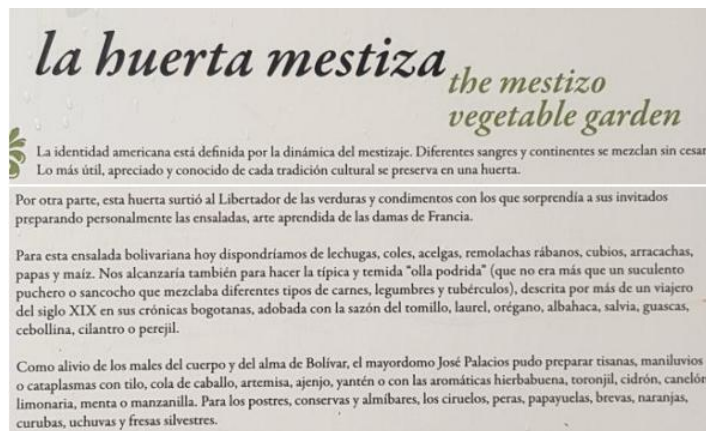 la huerta mestiza
the mestizo
vegetable garden
La identidad americana está definida por la dinámica del mestizaje. Diferentes sangres y continentes se mezclan sin cesar
Lo más útil, apreciado y conocido de cada tradición cultural se preserva en una huerta.
Por otra parte, esta huerta surtió al Libertador de las verduras y condimentos con los que sorprendía a sus invitados
preparando personalmente las ensaladas, arte aprendida de las damas de Francia.
Para esta ensalada bolivariana hoy dispondríamos de lechugas, coles, acelgas, remolachas rábanos, cubios, arracachas,
papas y maíz. Nos alcanzaría también para hacer la típica y temida "olla podrida" (que no era más que un suculento
puchero o sancocho que mezclaba diferentes tipos de carnes, legumbres y tubérculos), descrita por más de un viajero
del siglo XIX en sus crónicas bogotanas, adobada con la sazón del tomillo, laurel, orégano, albahaca, salvia, guascas,
cebollina, cilantro o perejil.
Como alivio de los males del cuerpo y del alma de Bolívar, el mayordomo José Palacios pudo preparar tisanas, maniluvios
o cataplasmas con tilo, cola de caballo, artemisa, ajenjo, yantén o con las aromáticas hierbabuena, toronjil, cidrón, canelón
limonaria, menta o manzanilla. Para los postres, conservas y almíbares, los ciruelos, peras, papayuelas, brevas, naranjas,
curubas, uchuvas y fresas silvestres.